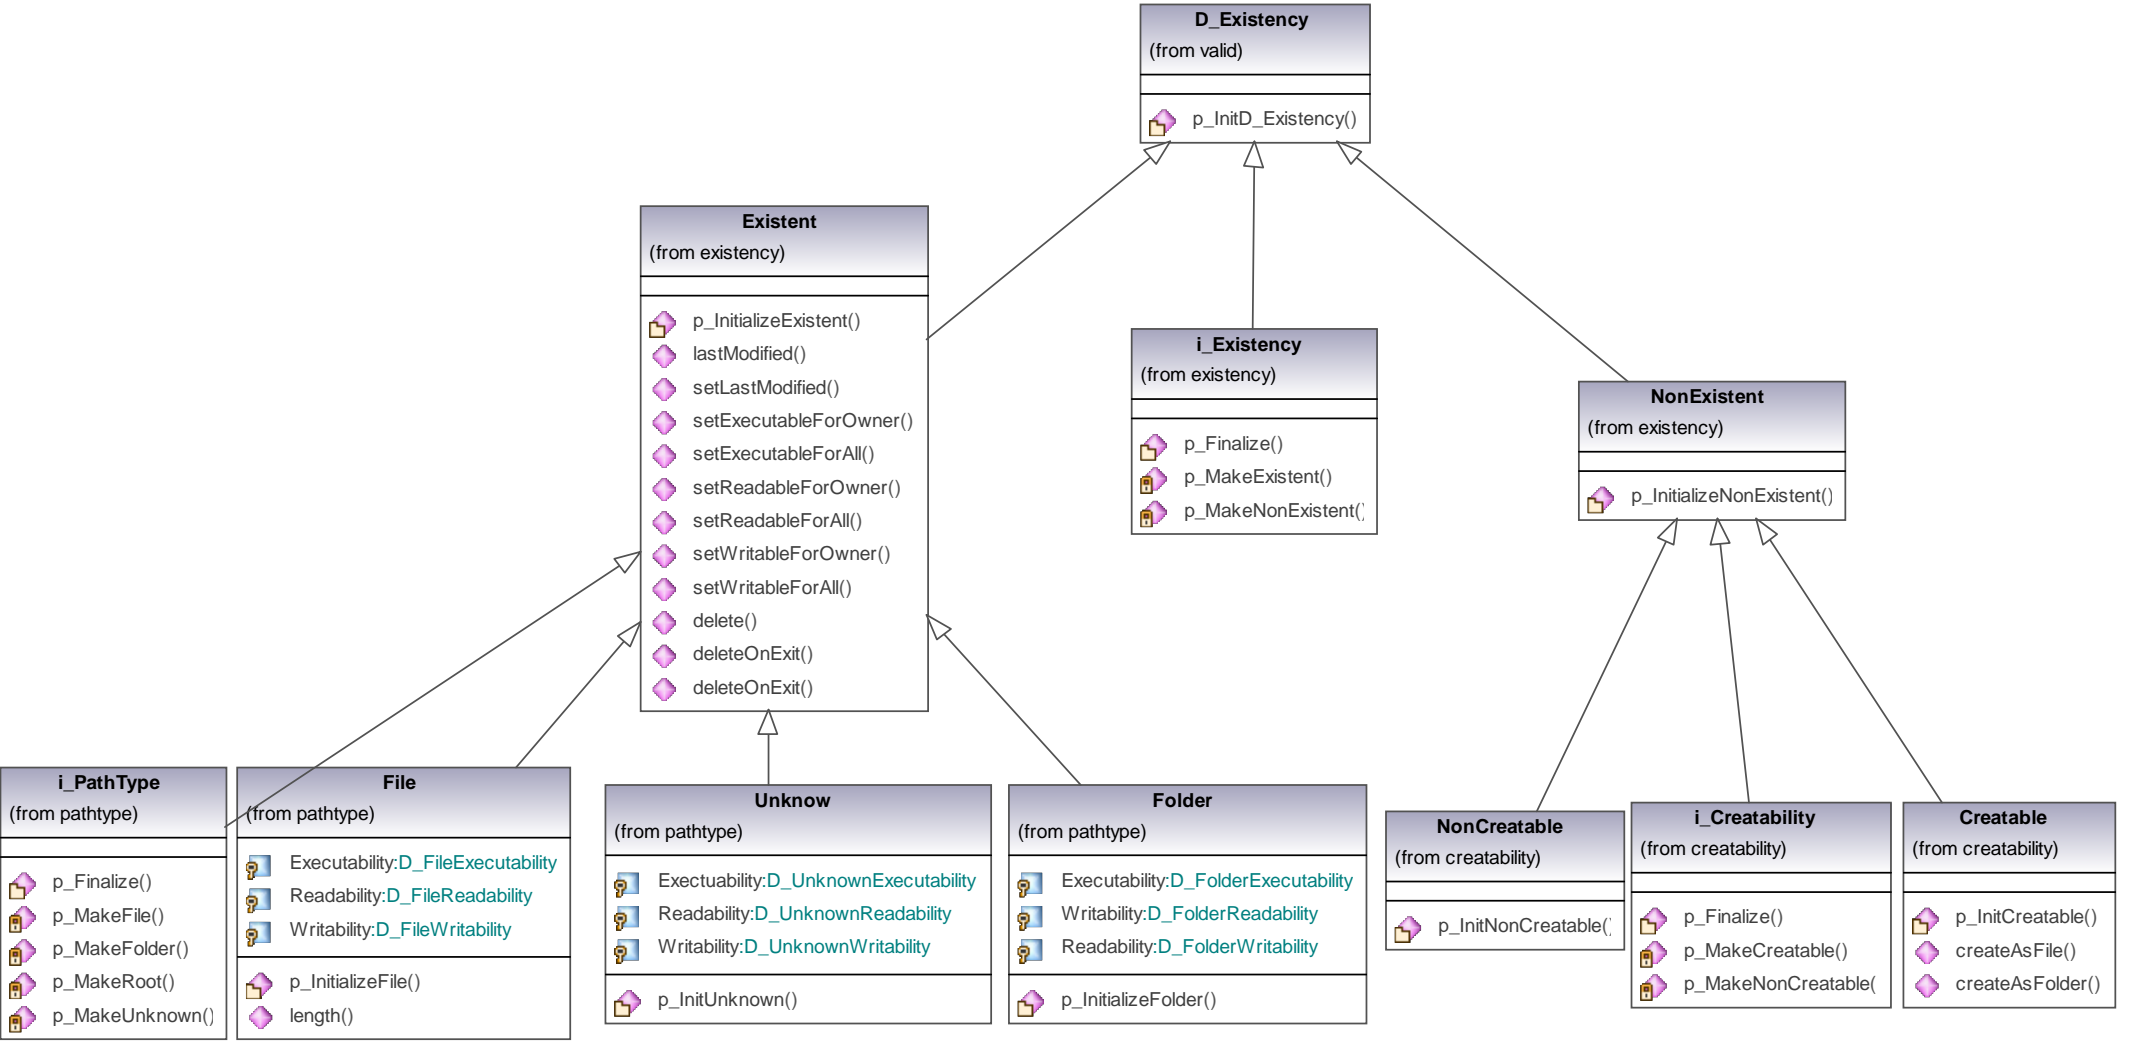 D_Existency
(from valid)
p_InitD_Existency()
Existent
(from existency)
p_InitializeExistent()
lastModified()
setLastModified()
setExecutableForOwner()
setExecutableForAll()
setReadableForOwner()
setReadableForAll()
setWritableForOwner()
setWritableForAll()
delete()
deleteOnExit()
deleteOnExit()
i_Existency
(from existency)
p_Finalize()
p_MakeExistent()
p_MakeNonExistent()
NonExistent
(from existency)
p_InitializeNonExistent()
i_PathType
(from pathtype)
p_Finalize()
p_MakeFile()
p_MakeFolder()
p_MakeRoot()
p_MakeUnknown()
File
(from pathtype)
Executability:D_FileExecutability
Readability:D_FileReadability
Writability:D_FileWritability
p_InitializeFile()
length()
Unknow
(from pathtype)
Exectuability:D_UnknownExecutability
Readability:D_UnknownReadability
Writability:D_UnknownWritability
p_InitUnknown()
Folder
(from pathtype)
Executability:D_FolderExecutability
Writability:D_FolderReadability
Readability:D_FolderWritability
p_InitializeFolder()
NonCreatable
(from creatability)
p_InitNonCreatable()
i_Creatability
(from creatability)
p_Finalize()
p_MakeCreatable()
p_MakeNonCreatable(
Creatable
(from creatability)
p_InitCreatable()
createAsFile()
createAsFolder()